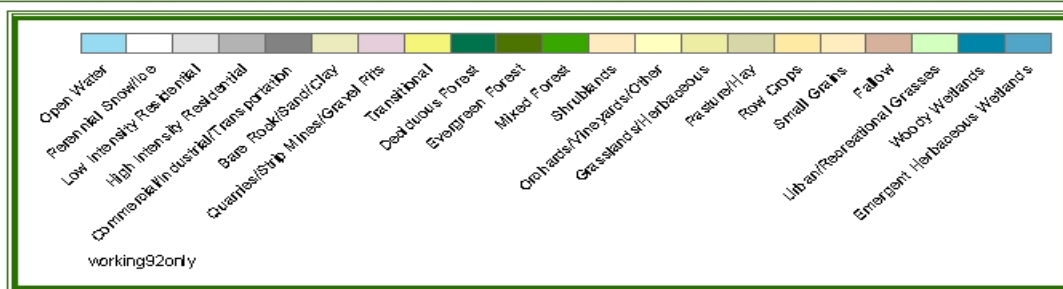 Open Water
Perennial Snow/Ice
Low Intensity Residential
High Intensity Residential
Commercial/Industrial/Transportation
Bare Rock/Sand/Clay
Quarries/Strip Mines/Gravel Pits
Transitional
Deciduous Forest
Evergreen Forest
Mixed Forest
Shrublands
Orchards/Vineyards/Other
Grasslands/Herbaceous
Pasture/Hay
Row Crops
Small Grains
Fallow
Urban/Recreational Grasses
Woody Wetlands
Emergent Herbaceous Wetlands
working92only